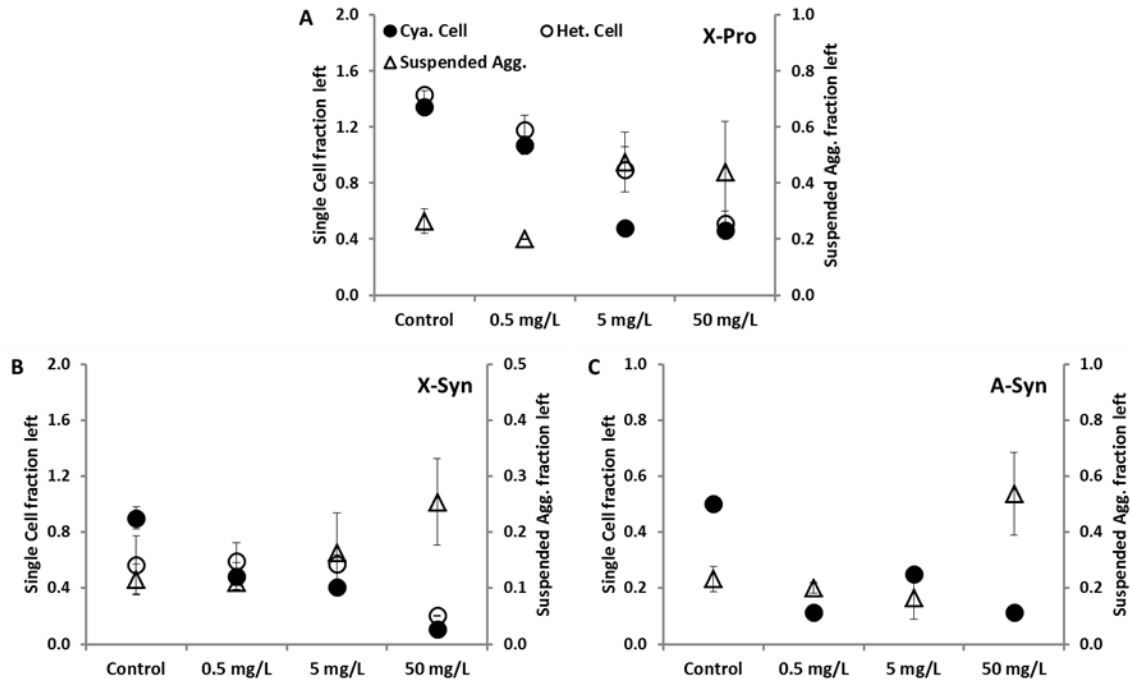 A
X-Pro
Cya. Cell
Het. Cell
Suspended Agg.
Single Cell fraction left
2.0
1.6
1.2
0.8
0.4
0.0
Suspended Agg. fraction left
1.0
0.8
0.6
0.4
0.2
0.0
Control 0.5 mg/L 5 mg/L 50 mg/L
B
X-Syn
Single Cell fraction left
2.0
1.6
1.2
0.8
0.4
0.0
Suspended Agg. fraction left
0.5
0.4
0.3
0.2
0.1
0.0
Control 0.5 mg/L 5 mg/L 50 mg/L
C
A-Syn
Single Cell fraction left
1.0
0.8
0.6
0.4
0.2
0.0
Suspended Agg. fraction left
1.0
0.8
0.6
0.4
0.2
0.0
Control 0.5 mg/L 5 mg/L 50 mg/L